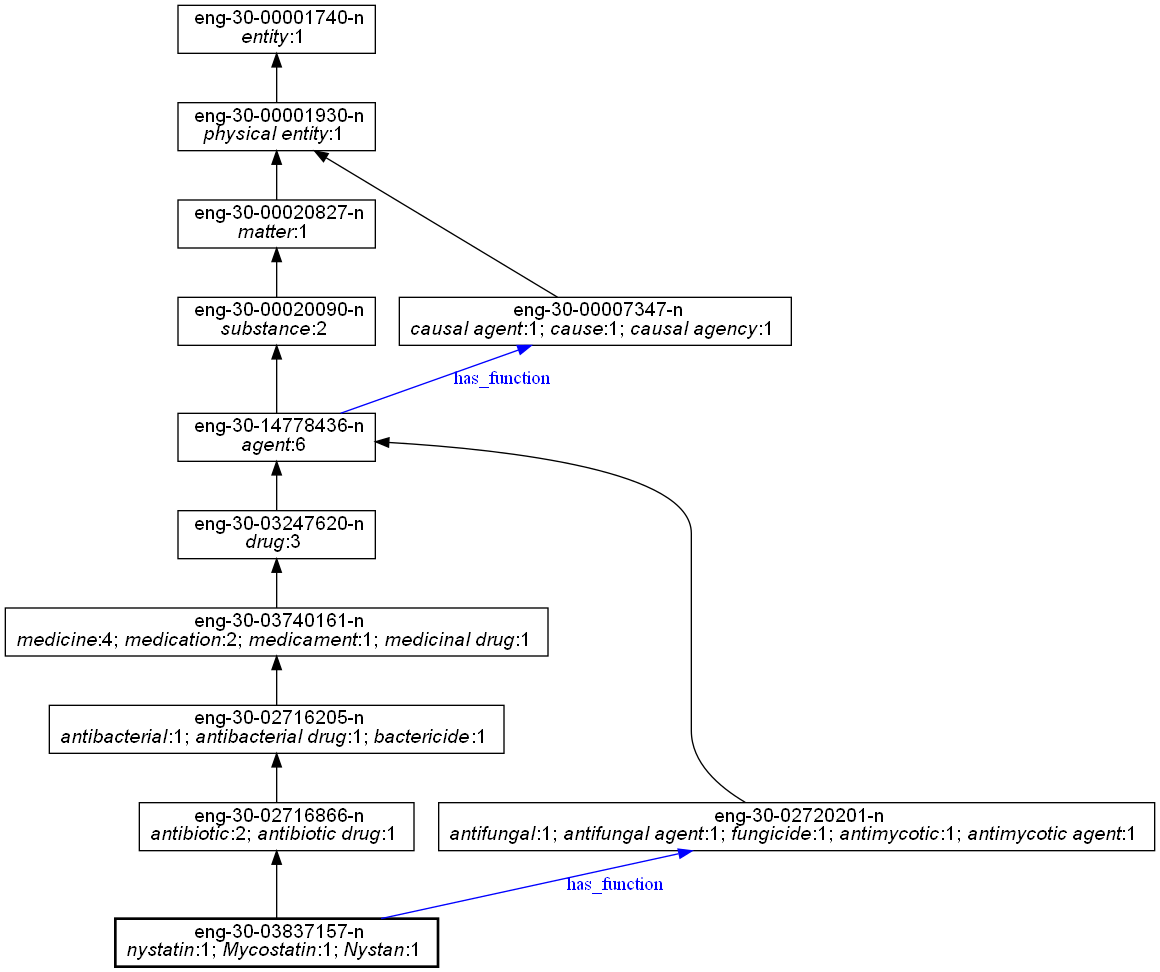 eng-30-00001740-n
entity:1
eng-30-00001930-n
physical entity:1
eng-30-00020827-n
matter:1
eng-30-00020090-n
substance:2
eng-30-00007347-n
causal agent:1; cause:1; causal agency:1
has_function
eng-30-14778436-n
agent:6
eng-30-03247620-n
drug:3
eng-30-03740161-n
medicine:4; medication:2; medicament:1; medicinal drug:1
eng-30-02716205-n
antibacterial:1; antibacterial drug:1; bactericide:1
eng-30-02716866-n
antibiotic:2; antibiotic drug:1
eng-30-02720201-n
antifungal:1; antifungal agent:1; fungicide:1; antimycotic:1; antimycotic agent:1
has_function
eng-30-03837157-n
nystatin:1; Mycostatin:1; Nystan:1